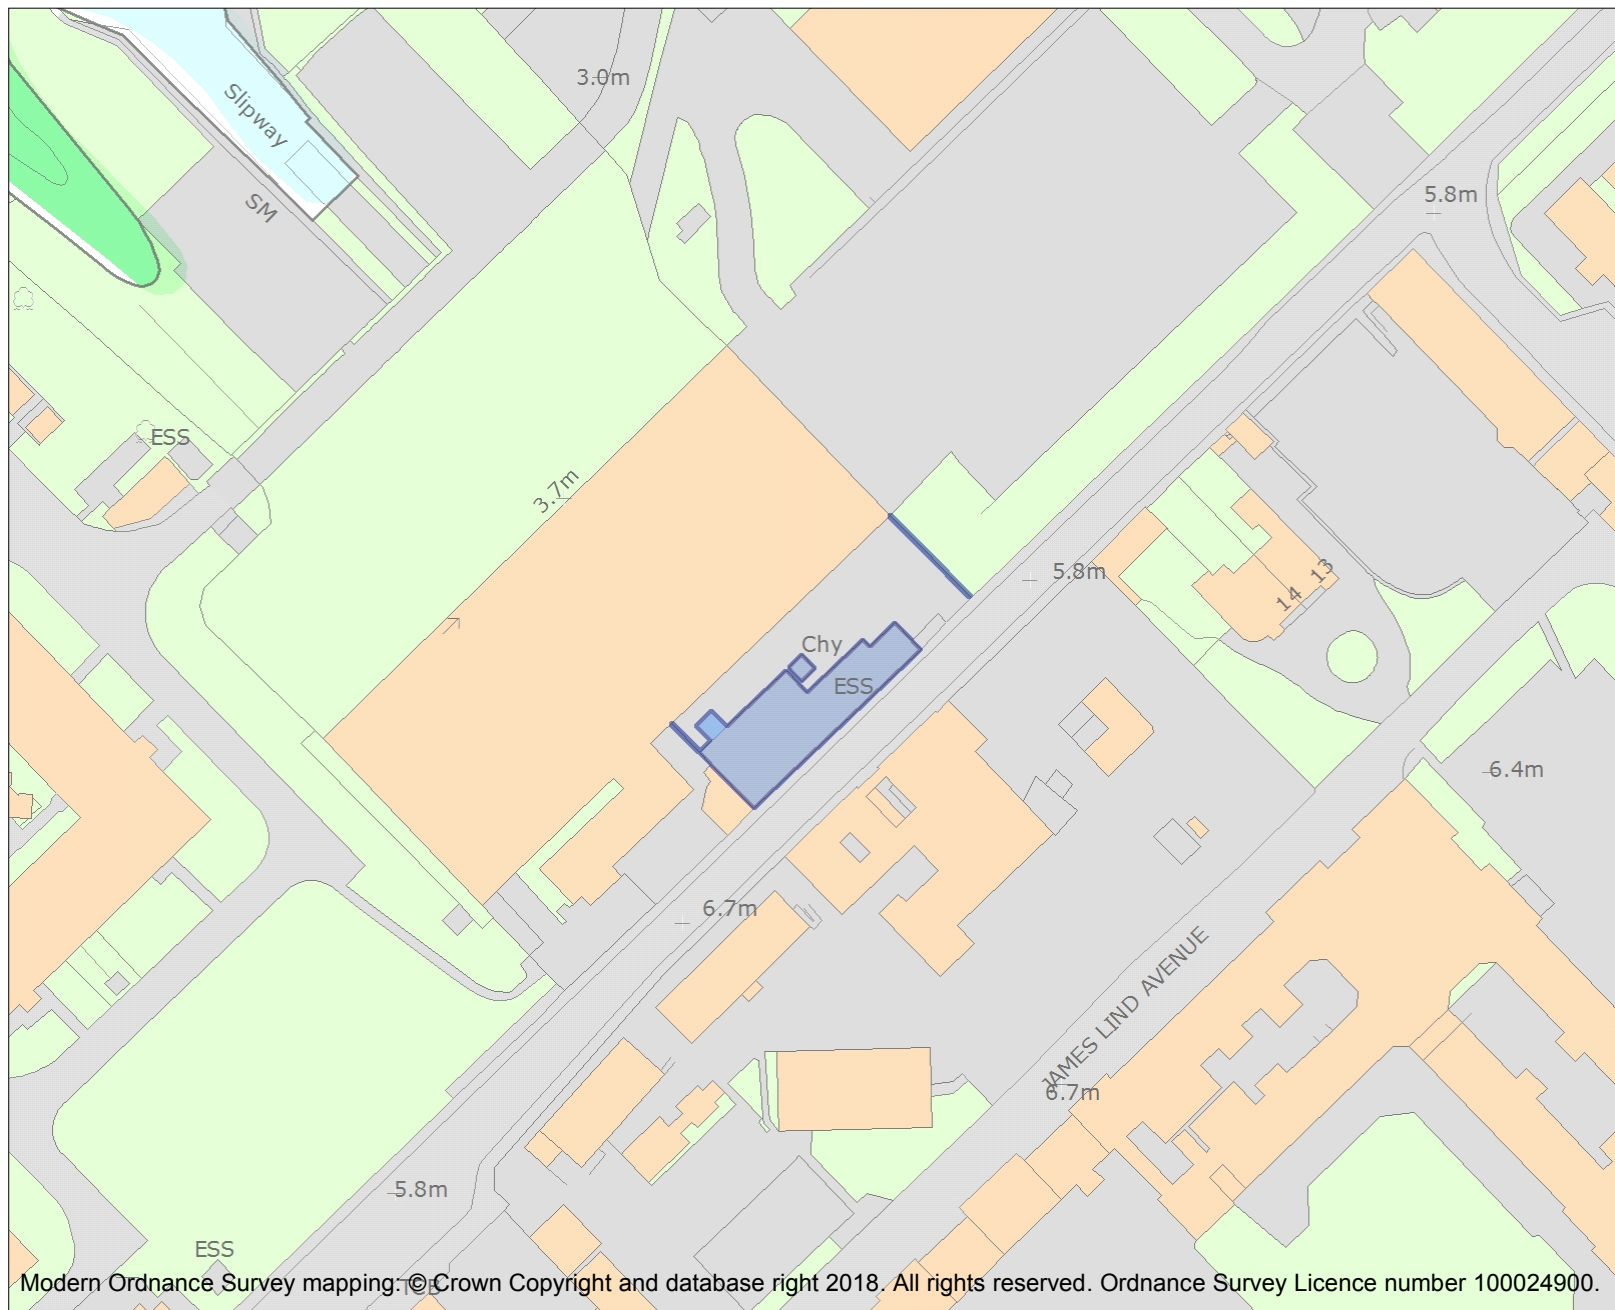 3.0m
Slipway
SM
5.8m
ESS
3.7m
5.8m
14
13
Chy
ESS
6.4m
6.7m
JAMES LIND AVENUE
6.7m
5.8m
ESS
TCB
Modern Ordnance Survey mapping: © Crown Copyright and database right 2018. All rights reserved. Ordnance Survey Licence number 100024900.